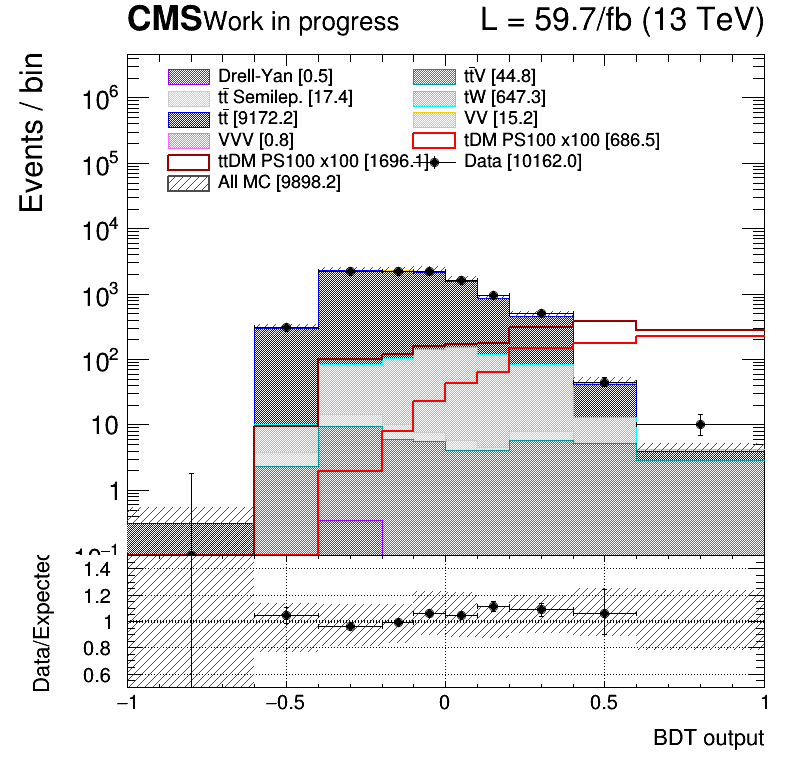 CMS Work in progress L = 59.7/fb (13 TeV)
Events / bin
Drell-Yan [0.5] tt̄V [44.8]
tt̄ Semilep. [17.4] tW [647.3]
tt̄ [9172.2] VV [15.2]
VVV [0.8] tDM PS100 x100 [686.5]
ttDM PS100 x100 [1696.1] Data [10162.0]
All MC [9898.2]
10⁶
10⁵
10⁴
10³
10²
10
1
10⁻¹
Data/Expected
1.4
1.2
1
0.8
0.6
−1 −0.5 0 0.5 1
BDT output